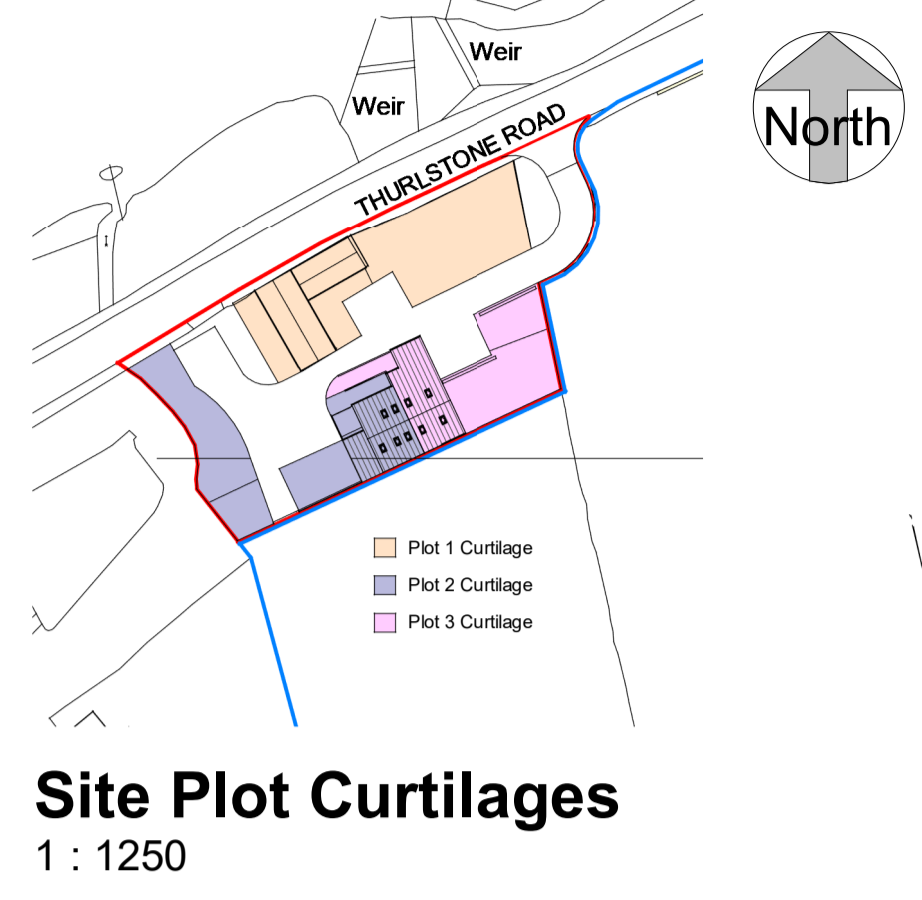 Weir
Weir
THURLSTONE ROAD
North
Plot 1 Curtilage
Plot 2 Curtilage
Plot 3 Curtilage
Site Plot Curtilages
1 : 1250